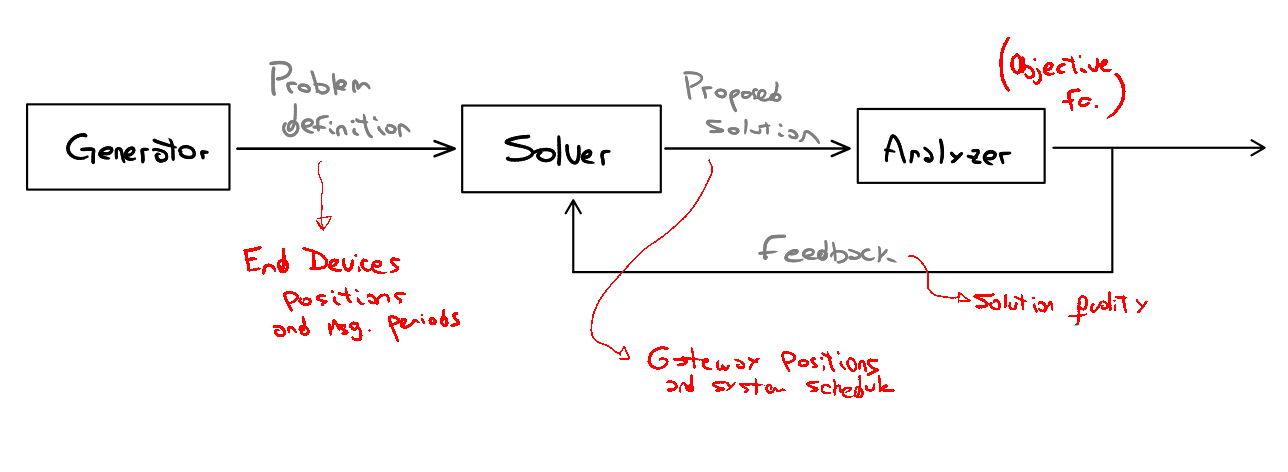 (Objective
fo.)
Problem
definition
Proposed
Solution
Generator
Solver
Analyzer
Feedback
End Devices
Positions
and Msg. periods
Solution quality
Gateway Positions
and system schedule